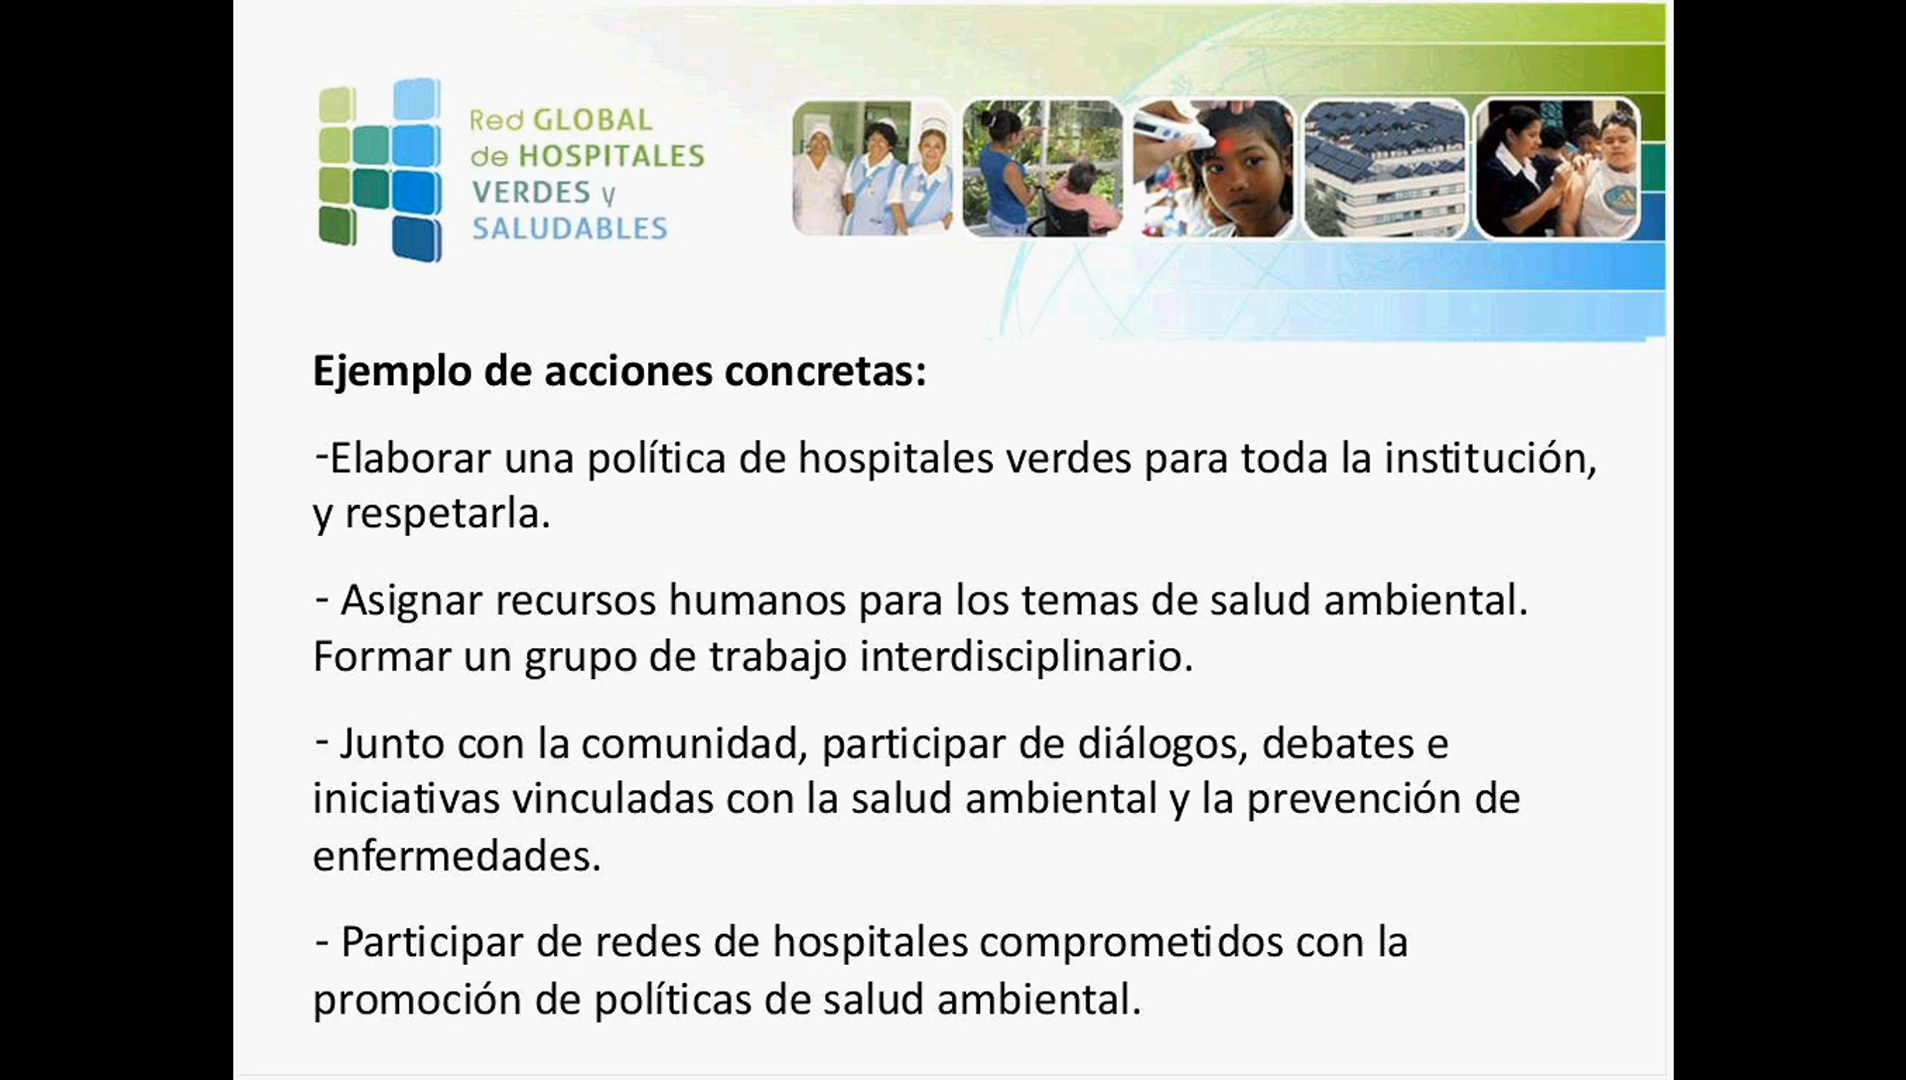 Red GLOBAL
de HOSPITALES
VERDES y
SALUDABLES
Ejemplo de acciones concretas:
-Elaborar una política de hospitales verdes para toda la institución,
y respetarla.
- Asignar recursos humanos para los temas de salud ambiental.
Formar un grupo de trabajo interdisciplinario.
- Junto con la comunidad, participar de diálogos, debates e
iniciativas vinculadas con la salud ambiental y la prevención de
enfermedades.
- Participar de redes de hospitales comprometidos con la
promoción de políticas de salud ambiental.